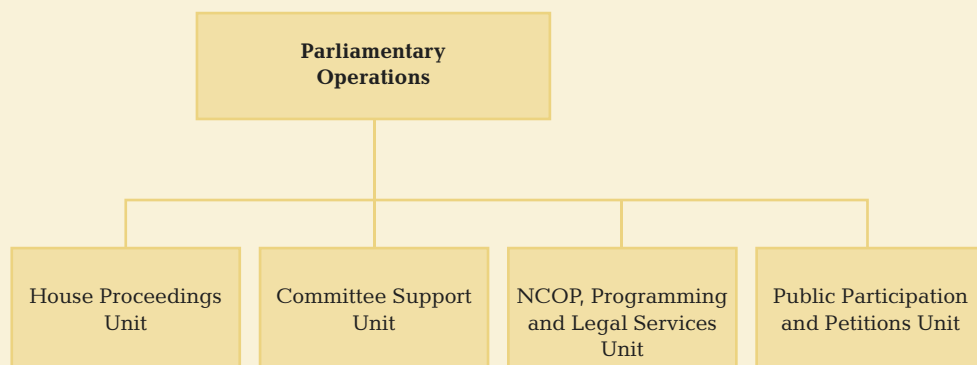 Parliamentary
Operations
House Proceedings
Unit
Committee Support
Unit
NCOP, Programming
and Legal Services
Unit
Public Participation
and Petitions Unit